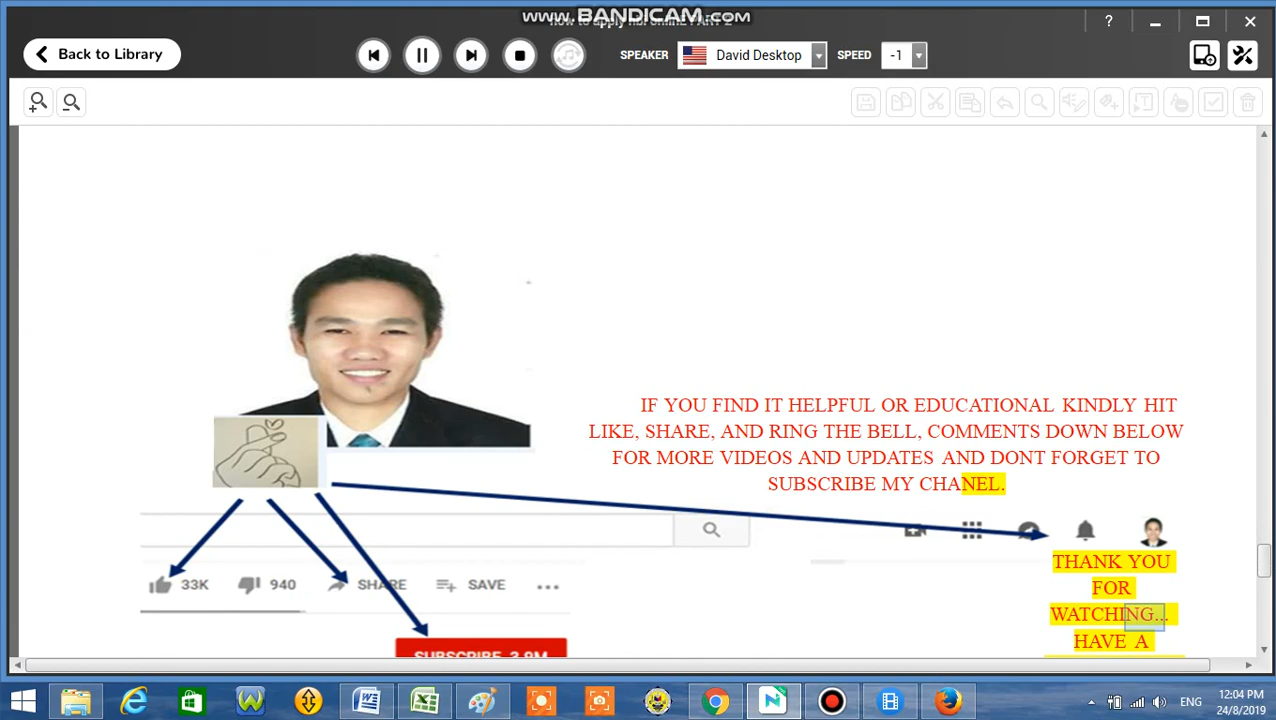 www.BANDICAM.com
Back to Library
SPEAKER
David Desktop
SPEED
-1
IF YOU FIND IT HELPFUL OR EDUCATIONAL KINDLY HIT
LIKE, SHARE, AND RING THE BELL, COMMENTS DOWN BELOW
FOR MORE VIDEOS AND UPDATES AND DONT FORGET TO
SUBSCRIBE MY CHANEL.
33K
940
SHARE
SAVE
SUBSCRIBE 3.9M
THANK YOU
FOR
WATCHING...
HAVE A
ENG
12:04 PM
24/8/2019